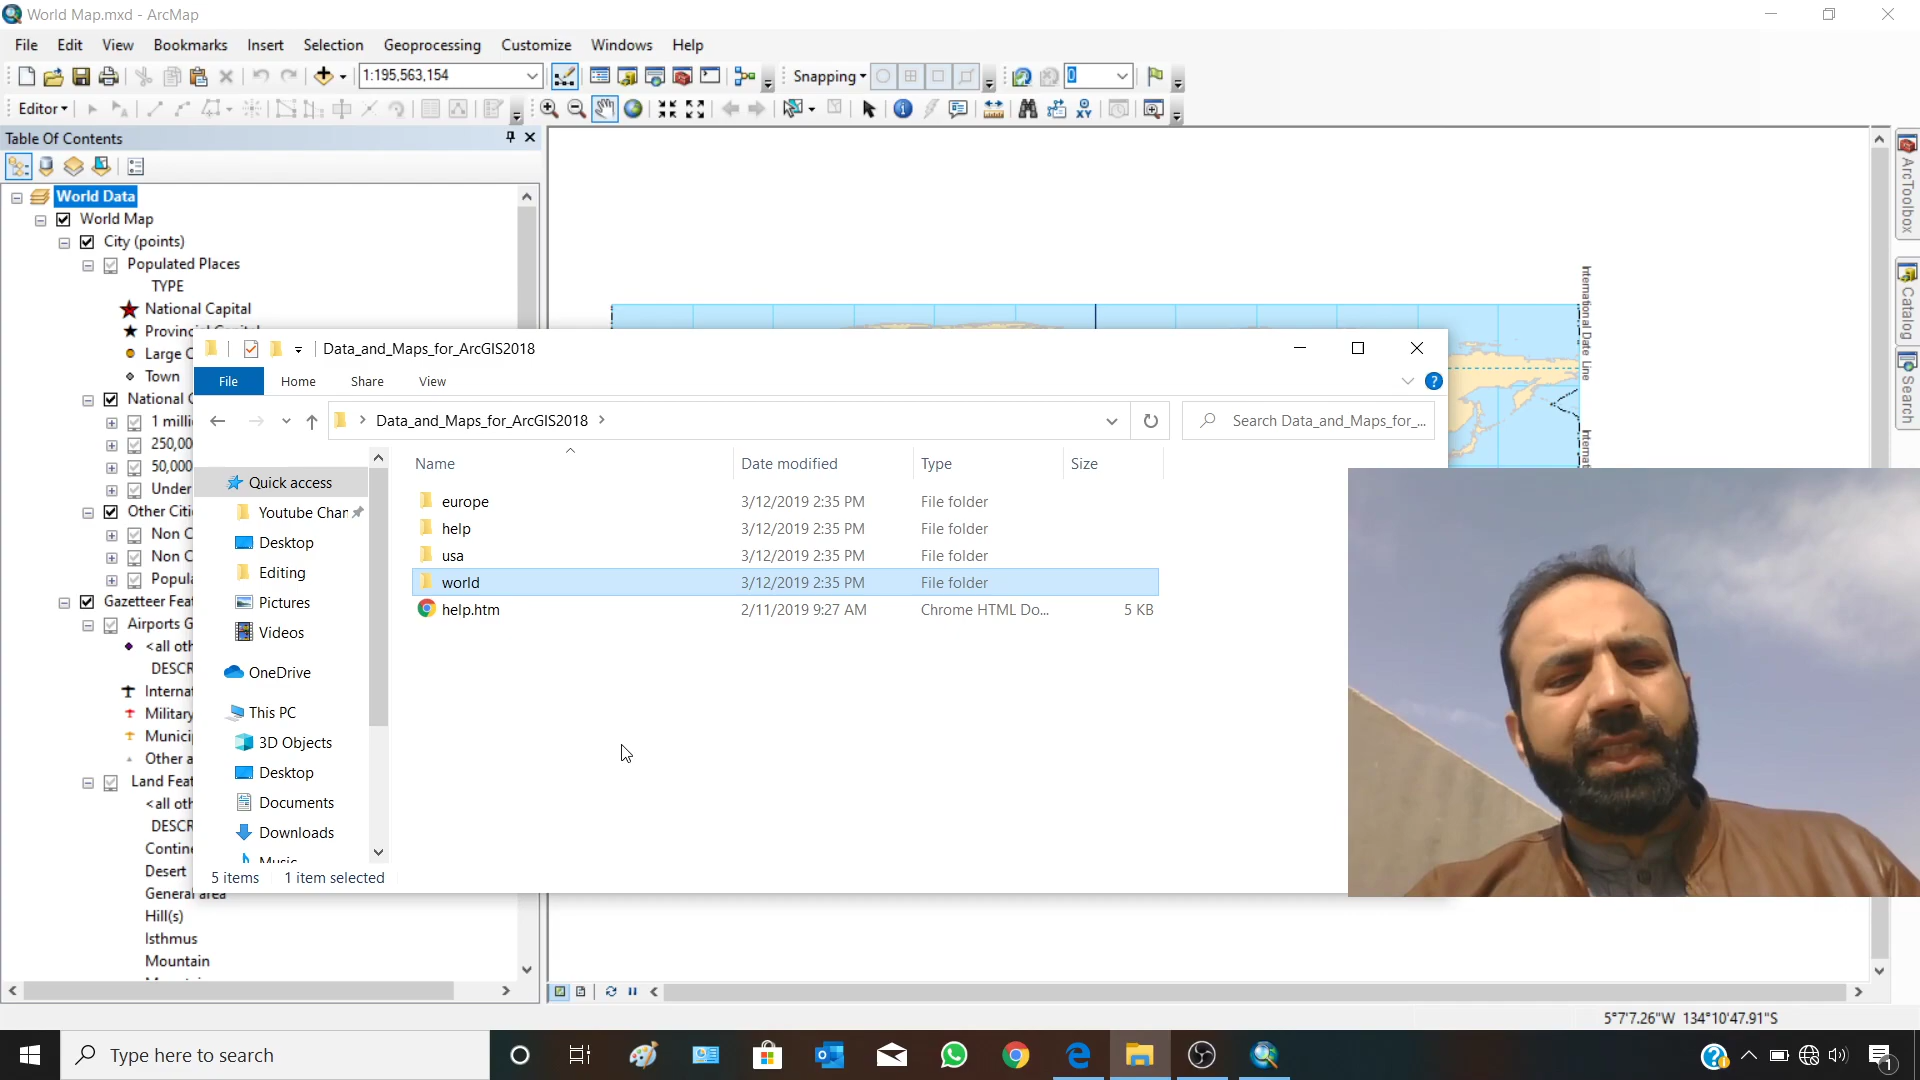 World Map.mxd - ArcMap
File Edit View Bookmarks Insert Selection Geoprocessing Customize Windows Help
1:195,563,154
Snapping
0
Editor
Table Of Contents
World Data
World Map
City (points)
Populated Places
TYPE
National Capital
Large C
Town
National C
1 milli
250,00
50,000
Under
Other Citi
Non C
Non C
Popula
Gazetteer Feat
Airports G
<all oth
DESCR
Internat
Military
Munici
Other a
Land Feat
<all oth
DESCR
Contine
Desert
General area
Hill(s)
Isthmus
Mountain
Data_and_Maps_for_ArcGIS2018
File Home Share View
Data_and_Maps_for_ArcGIS2018
Search Data_and_Maps_for_...
Name Date modified Type Size
europe 3/12/2019 2:35 PM File folder
help 3/12/2019 2:35 PM File folder
usa 3/12/2019 2:35 PM File folder
world 3/12/2019 2:35 PM File folder
help.htm 2/11/2019 9:27 AM Chrome HTML Do... 5 KB
Quick access
Youtube Char
Desktop
Editing
Pictures
Videos
OneDrive
This PC
3D Objects
Desktop
Documents
Downloads
Music
5 items 1 item selected
International Date Line
Interna
ArcToolbox
Catalog
Search
5°7'7.26"W 134°10'47.91"S
Type here to search
1